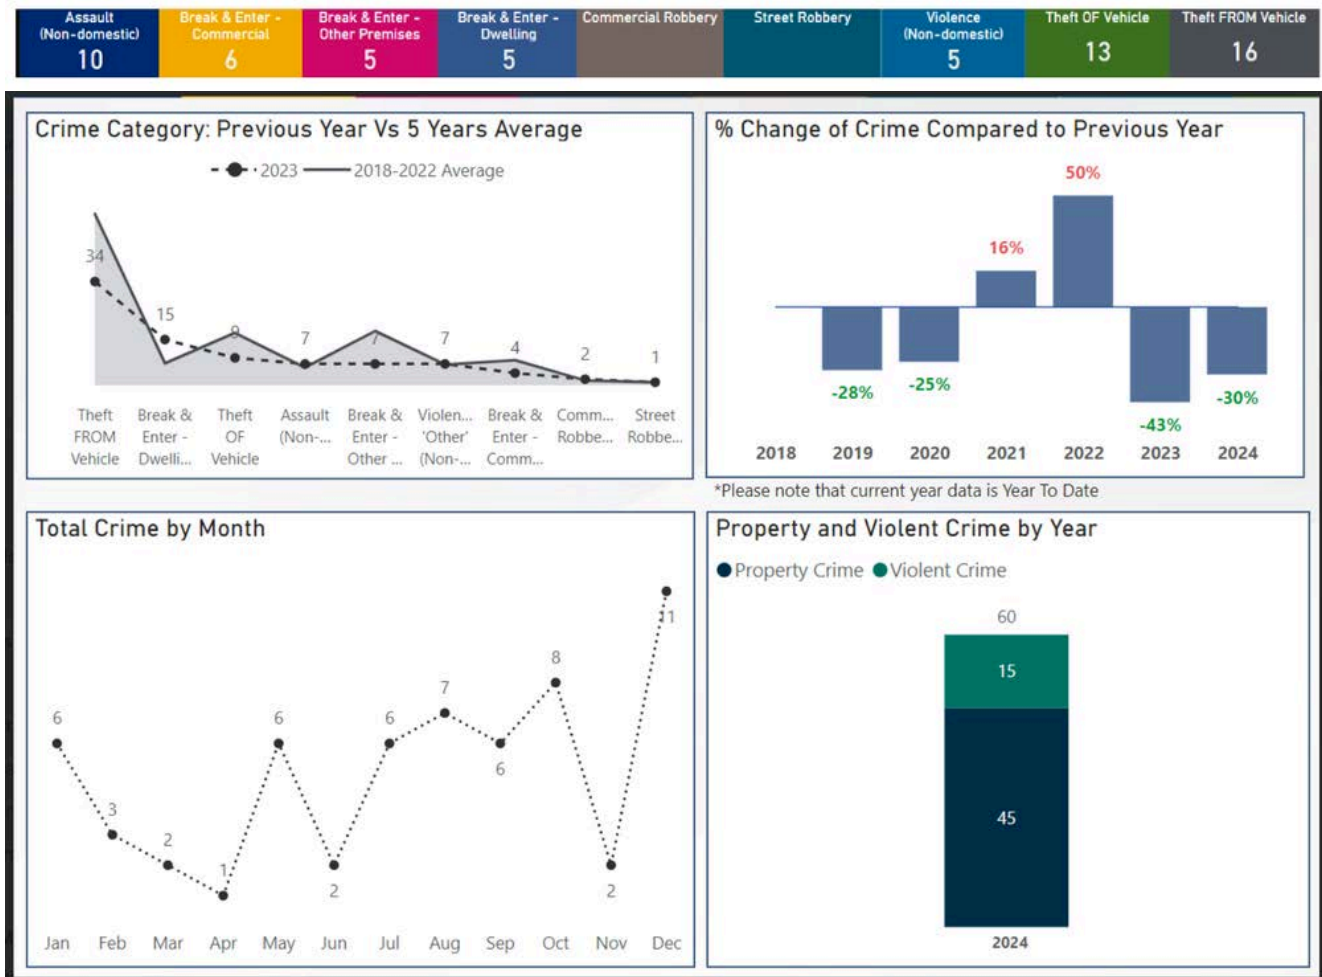 Assault
(Non-domestic)
10
Break & Enter -
Commercial
6
Break & Enter -
Other Premises
5
Break & Enter -
Dwelling
5
Commercial Robbery
Street Robbery
Violence
(Non-domestic)
5
Theft OF Vehicle
13
Theft FROM Vehicle
16
Crime Category: Previous Year Vs 5 Years Average
2023
2018-2022 Average
34
15
9
7
7
7
4
2
1
Theft
FROM
Vehicle
Break &
Enter -
Dwelli...
Theft
OF
Vehicle
Assault
(Non-...
Break &
Enter -
Other ...
Violen...
'Other'
(Non-...
Break &
Enter -
Comm...
Comm...
Robbe...
Street
Robbe...
% Change of Crime Compared to Previous Year
50%
16%
-28%
-25%
-43%
-30%
2018 2019 2020 2021 2022 2023 2024
*Please note that current year data is Year To Date
Total Crime by Month
6
3
2
1
6
2
6
7
6
8
2
11
Jan Feb Mar Apr May Jun Jul Aug Sep Oct Nov Dec
Property and Violent Crime by Year
Property Crime Violent Crime
60
15
45
2024